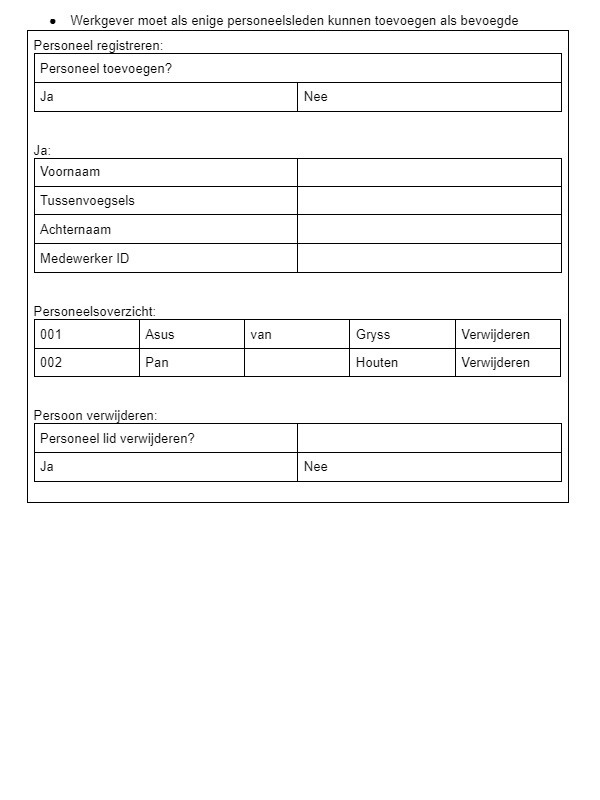 ● Werkgever moet als enige personeelsleden kunnen toevoegen als bevoegde
Personeel registreren:
Personeel toevoegen?
Ja Nee
Ja:
Voornaam
Tussenvoegsels
Achternaam
Medewerker ID
Personeelsoverzicht:
001 Asus van Gryss Verwijderen
002 Pan Houten Verwijderen
Persoon verwijderen:
Personeel lid verwijderen?
Ja Nee